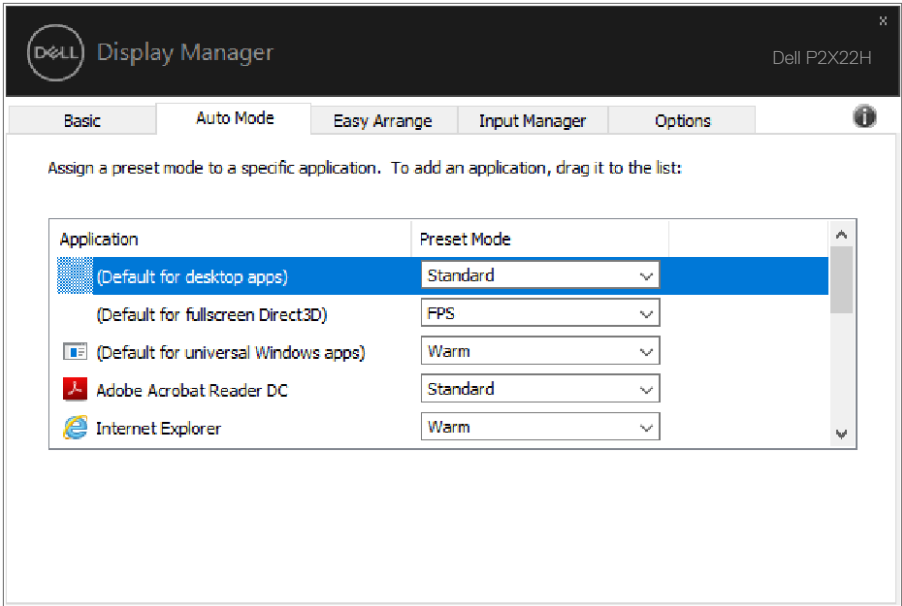 x
DELL Display Manager
Dell P2X22H
Basic Auto Mode Easy Arrange Input Manager Options
Assign a preset mode to a specific application. To add an application, drag it to the list:
Application Preset Mode
(Default for desktop apps) Standard
(Default for fullscreen Direct3D) FPS
(Default for universal Windows apps) Warm
Adobe Acrobat Reader DC Standard
Internet Explorer Warm